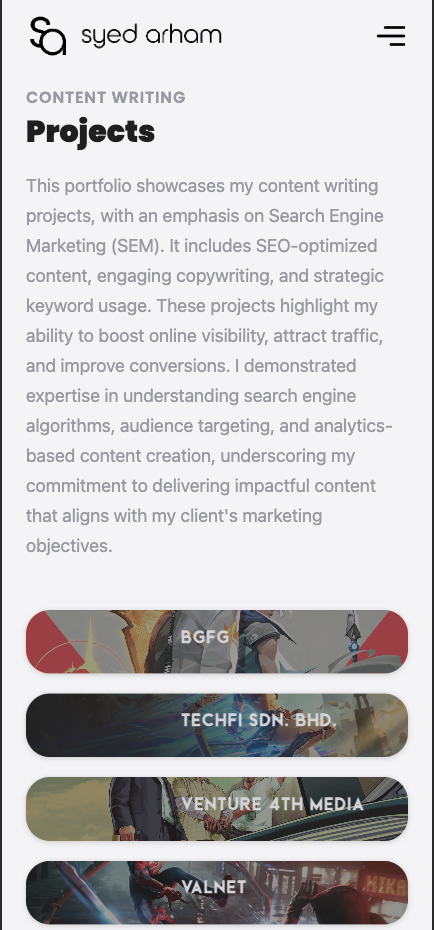 sa syed arham
CONTENT WRITING
Projects
This portfolio showcases my content writing
projects, with an emphasis on Search Engine
Marketing (SEM). It includes SEO-optimized
content, engaging copywriting, and strategic
keyword usage. These projects highlight my
ability to boost online visibility, attract traffic,
and improve conversions. I demonstrated
expertise in understanding search engine
algorithms, audience targeting, and analytics-
based content creation, underscoring my
commitment to delivering impactful content
that aligns with my client's marketing
objectives.
BGFG
TECHFI SDN. BHD.
VENTURE 4TH MEDIA
VALNET